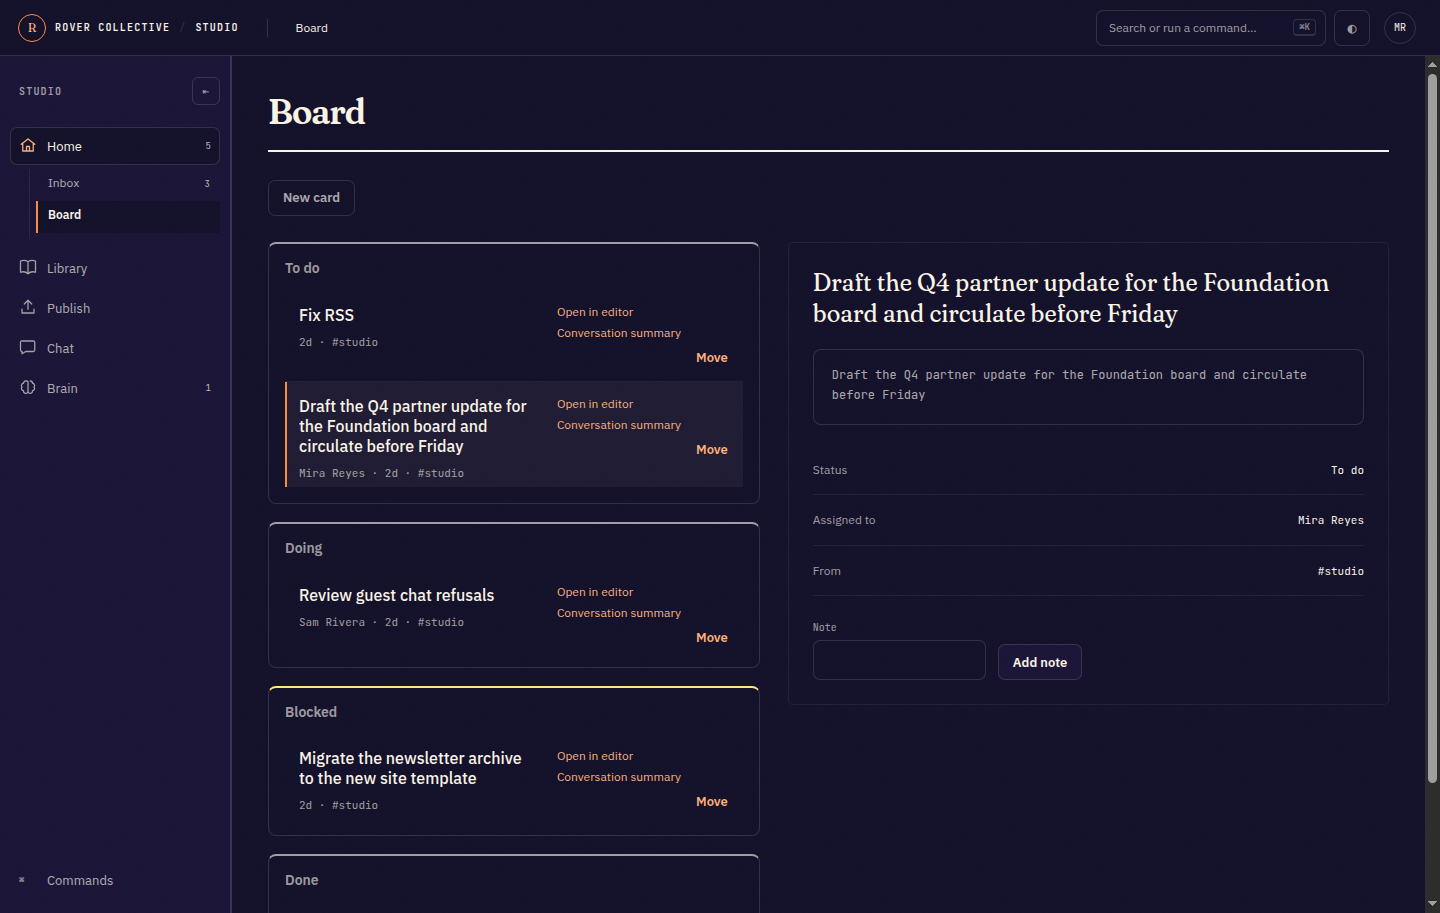 R ROVER COLLECTIVE / STUDIO
Board
Search or run a command... ⌘K
MR
STUDIO
Home 5
Inbox 3
Board
Library
Publish
Chat
Brain 1
⌘ Commands
Board
New card
To do
Fix RSS
2d · #studio
Open in editor
Conversation summary
Move
Draft the Q4 partner update for
the Foundation board and
circulate before Friday
Mira Reyes · 2d · #studio
Open in editor
Conversation summary
Move
Doing
Review guest chat refusals
Sam Rivera · 2d · #studio
Open in editor
Conversation summary
Move
Blocked
Migrate the newsletter archive
to the new site template
2d · #studio
Open in editor
Conversation summary
Move
Done
Draft the Q4 partner update for the Foundation
board and circulate before Friday
Draft the Q4 partner update for the Foundation board and circulate
before Friday
Status To do
Assigned to Mira Reyes
From #studio
Note
Add note